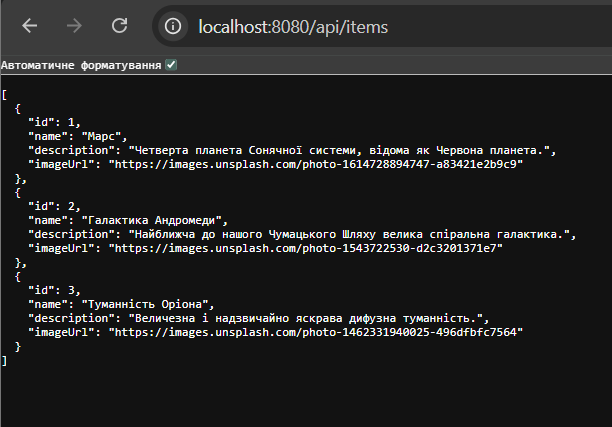 localhost:8080/api/items
Автоматичне форматування
[
  {
    "id": 1,
    "name": "Марс",
    "description": "Четверта планета Сонячної системи, відома як Червона планета.",
    "imageUrl": "https://images.unsplash.com/photo-1614728894747-a83421e2b9c9"
  },
  {
    "id": 2,
    "name": "Галактика Андромеди",
    "description": "Найближча до нашого Чумацького Шляху велика спіральна галактика.",
    "imageUrl": "https://images.unsplash.com/photo-1543722530-d2c3201371e7"
  },
  {
    "id": 3,
    "name": "Туманність Оріона",
    "description": "Величезна і надзвичайно яскрава дифузна туманність.",
    "imageUrl": "https://images.unsplash.com/photo-1462331940025-496dfbfc7564"
  }
]